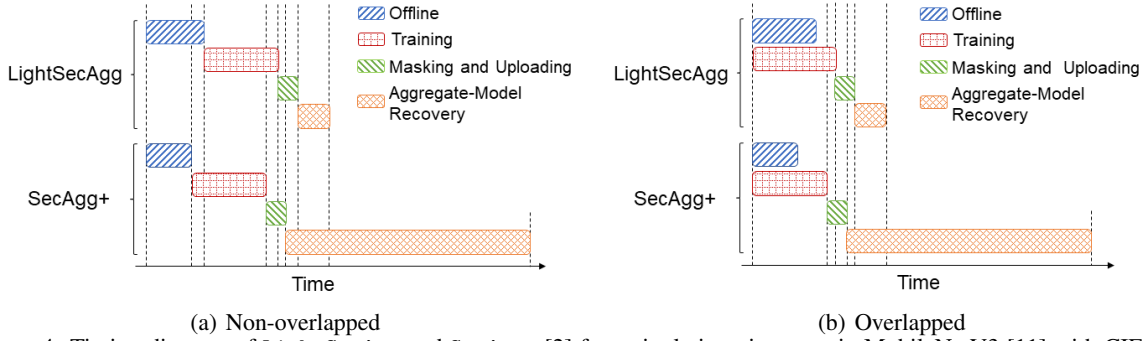 Offline
Training
Masking and Uploading
Aggregate-Model
Recovery
LightSecAgg
SecAgg+
Time
(a) Non-overlapped
Offline
Training
Masking and Uploading
Aggregate-Model
Recovery
LightSecAgg
SecAgg+
Time
(b) Overlapped